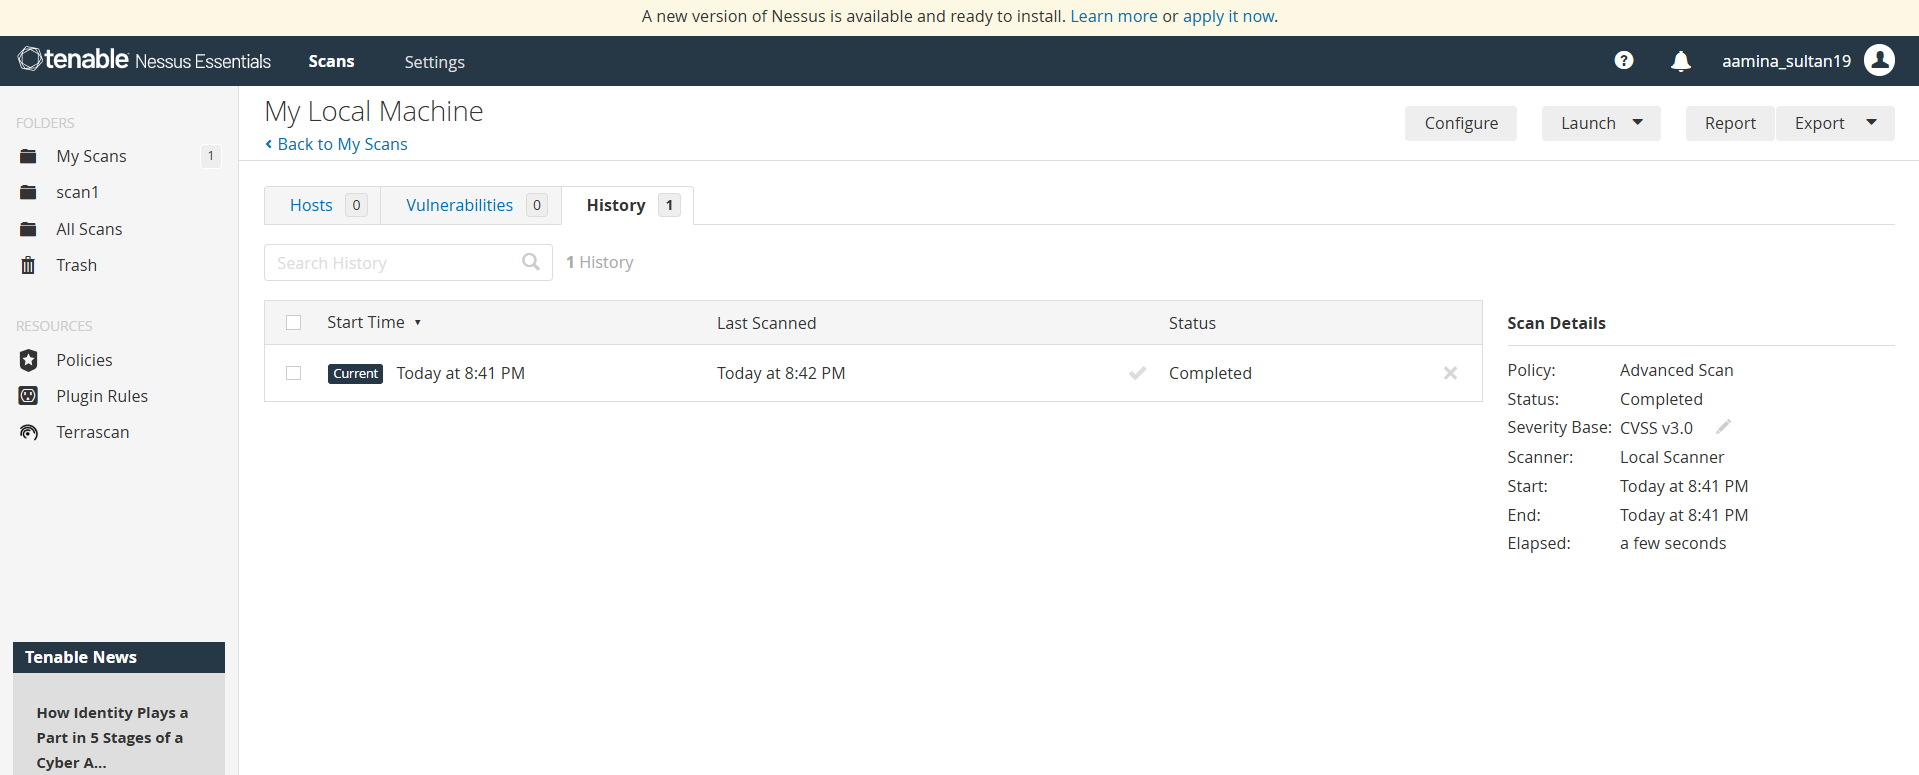 A new version of Nessus is available and ready to install. Learn more or apply it now.
tenable Nessus Essentials Scans Settings ? aamina_sultan19
FOLDERS
My Scans 1
scan1
All Scans
Trash
RESOURCES
Policies
Plugin Rules
Terrascan
Tenable News
How Identity Plays a
Part in 5 Stages of a
Cyber A...
My Local Machine
Back to My Scans
Configure Launch Report Export
Hosts 0 Vulnerabilities 0 History 1
Search History 1 History
Start Time Last Scanned Status
Current Today at 8:41 PM Today at 8:42 PM Completed
Scan Details
Policy: Advanced Scan
Status: Completed
Severity Base: CVSS v3.0
Scanner: Local Scanner
Start: Today at 8:41 PM
End: Today at 8:41 PM
Elapsed: a few seconds